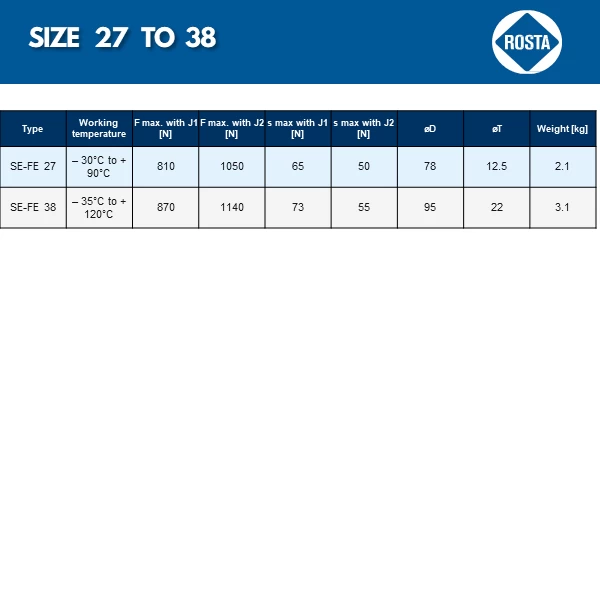 SIZE 27 TO 38
ROSTA
Type Working temperature F max. with J1 [N] F max. with J2 [N] s max with J1 [N] s max with J2 [N] øD øT Weight [kg]
SE-FE 27 – 30°C to + 90°C 810 1050 65 50 78 12.5 2.1
SE-FE 38 – 35°C to + 120°C 870 1140 73 55 95 22 3.1